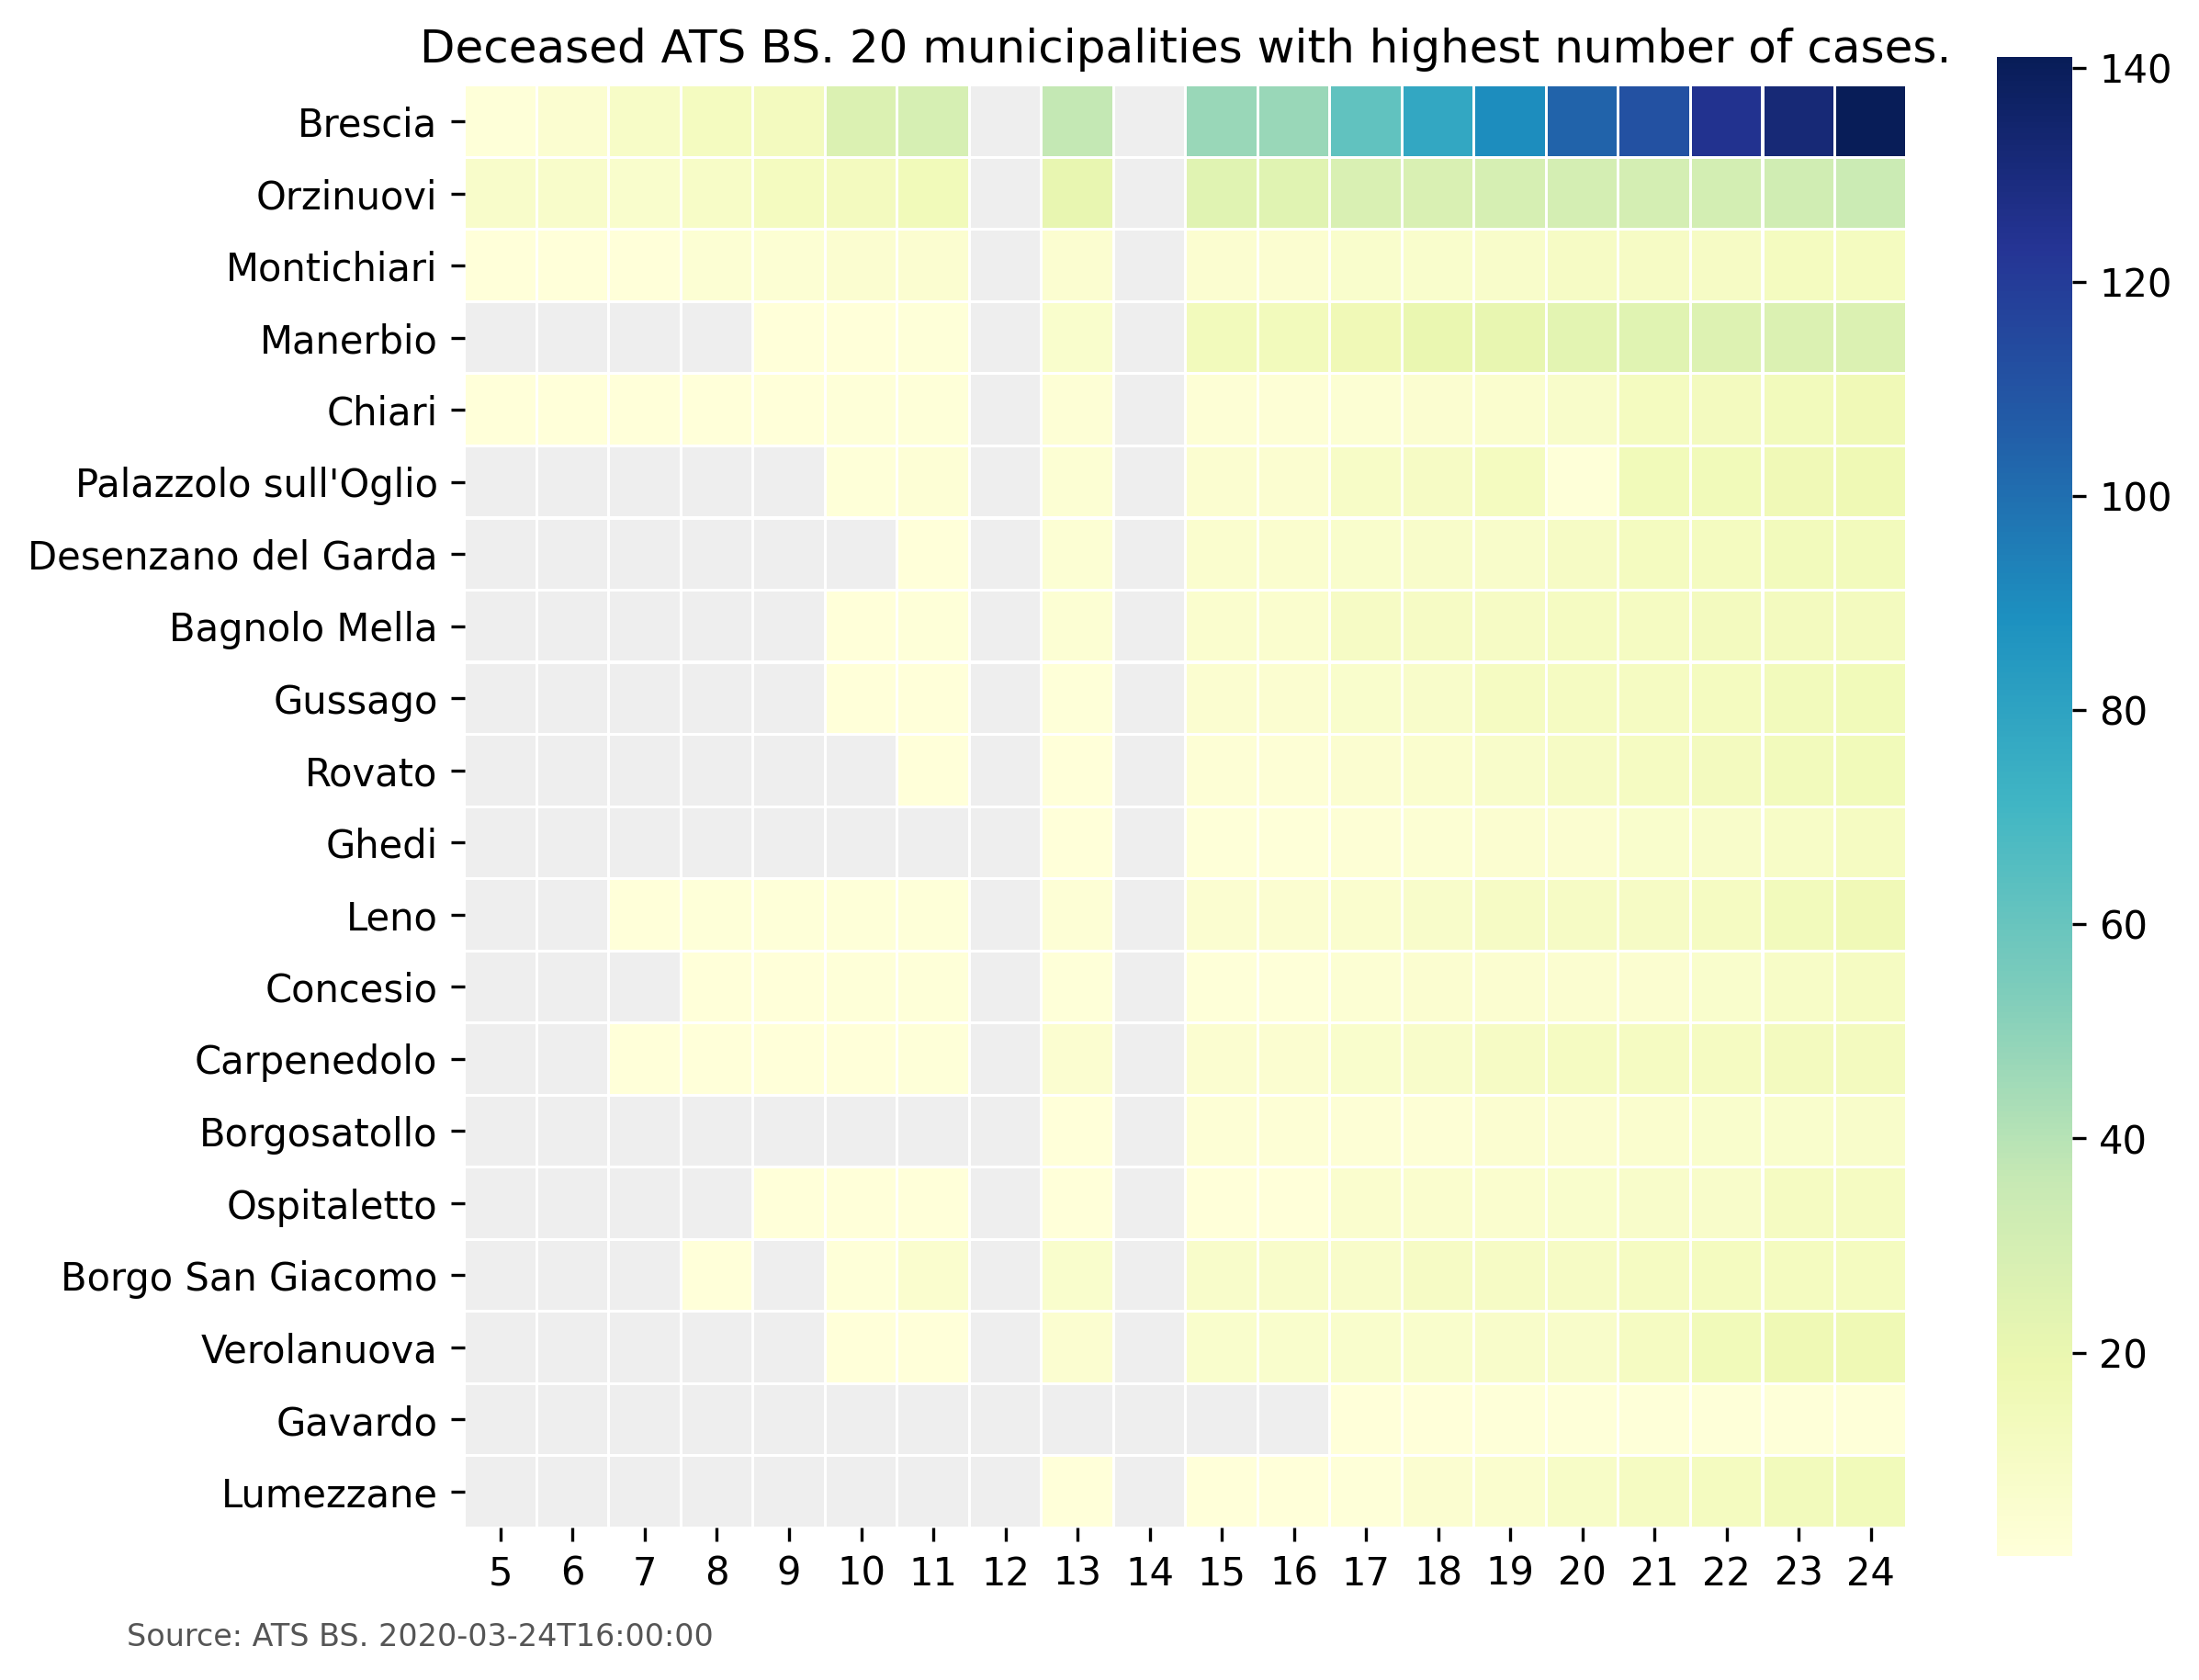 Deceased ATS BS. 20 municipalities with highest number of cases.
Brescia
Orzinuovi
Montichiari
Manerbio
Chiari
Palazzolo sull'Oglio
Desenzano del Garda
Bagnolo Mella
Gussago
Rovato
Ghedi
Leno
Concesio
Carpenedolo
Borgosatollo
Ospitaletto
Borgo San Giacomo
Verolanuova
Gavardo
Lumezzane
5 6 7 8 9 10 11 12 13 14 15 16 17 18 19 20 21 22 23 24
140
120
100
80
60
40
20
Source: ATS BS. 2020-03-24T16:00:00